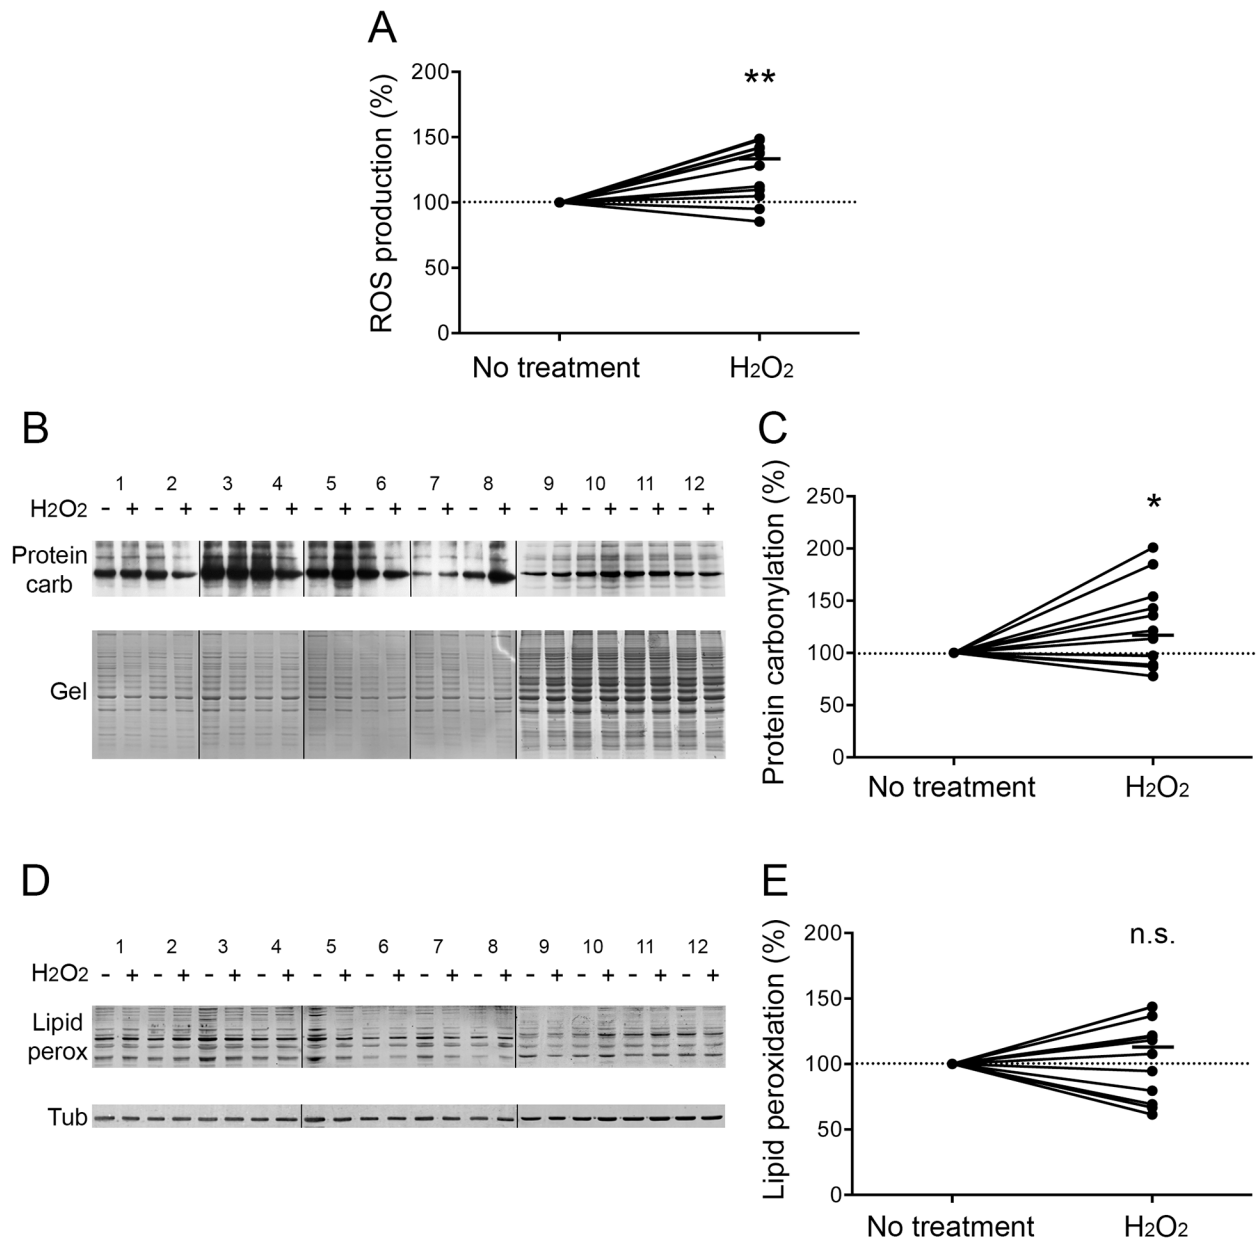 A
ROS production (%)
200
150
100
50
0
**
No treatment
H2O2
B
1 2 3 4 5 6 7 8 9 10 11 12
H2O2 - + - + - + - + - + - + - + - + - + - + - + - +
Protein
carb
Gel
C
Protein carbonylation (%)
250
200
150
100
50
0
*
No treatment
H2O2
D
1 2 3 4 5 6 7 8 9 10 11 12
H2O2 - + - + - + - + - + - + - + - + - + - + - + - +
Lipid
perox
Tub
E
Lipid peroxidation (%)
200
150
100
50
0
n.s.
No treatment
H2O2